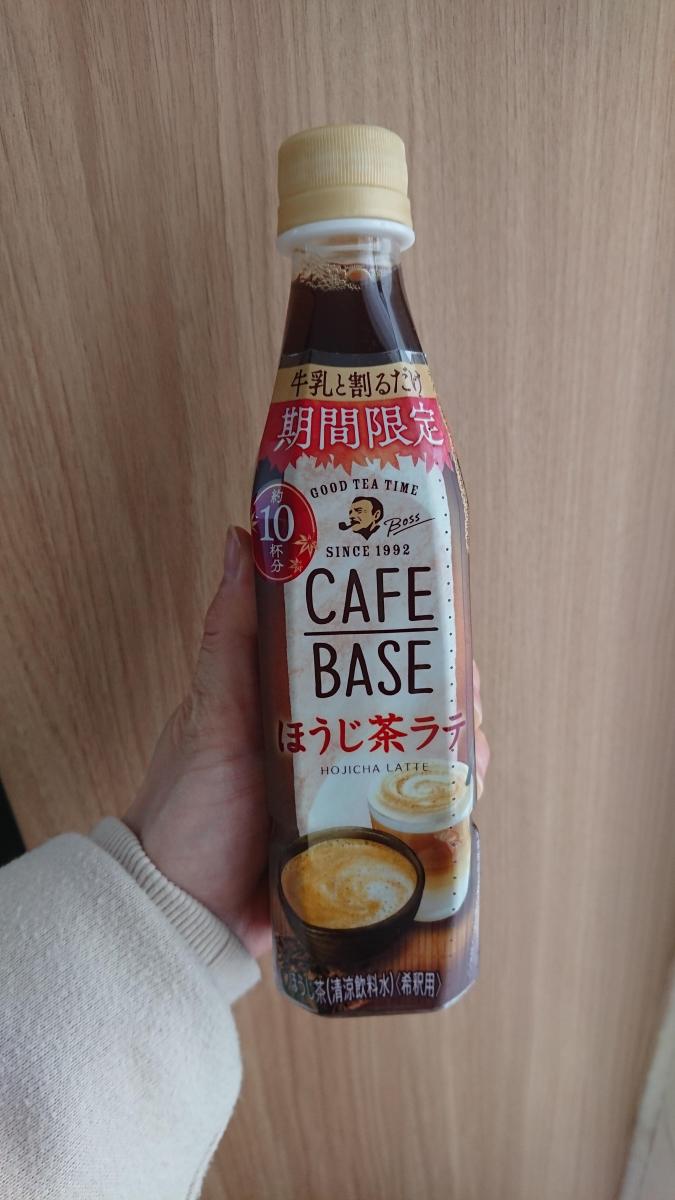 牛乳と割るだけ
期間限定
GOOD TEA TIME
Boss
SINCE 1992
約
10
杯
分
CAFE
BASE
ほうじ茶ラテ
HOJICHA LATTE
ほうじ茶(清涼飲料水)〈希釈用〉